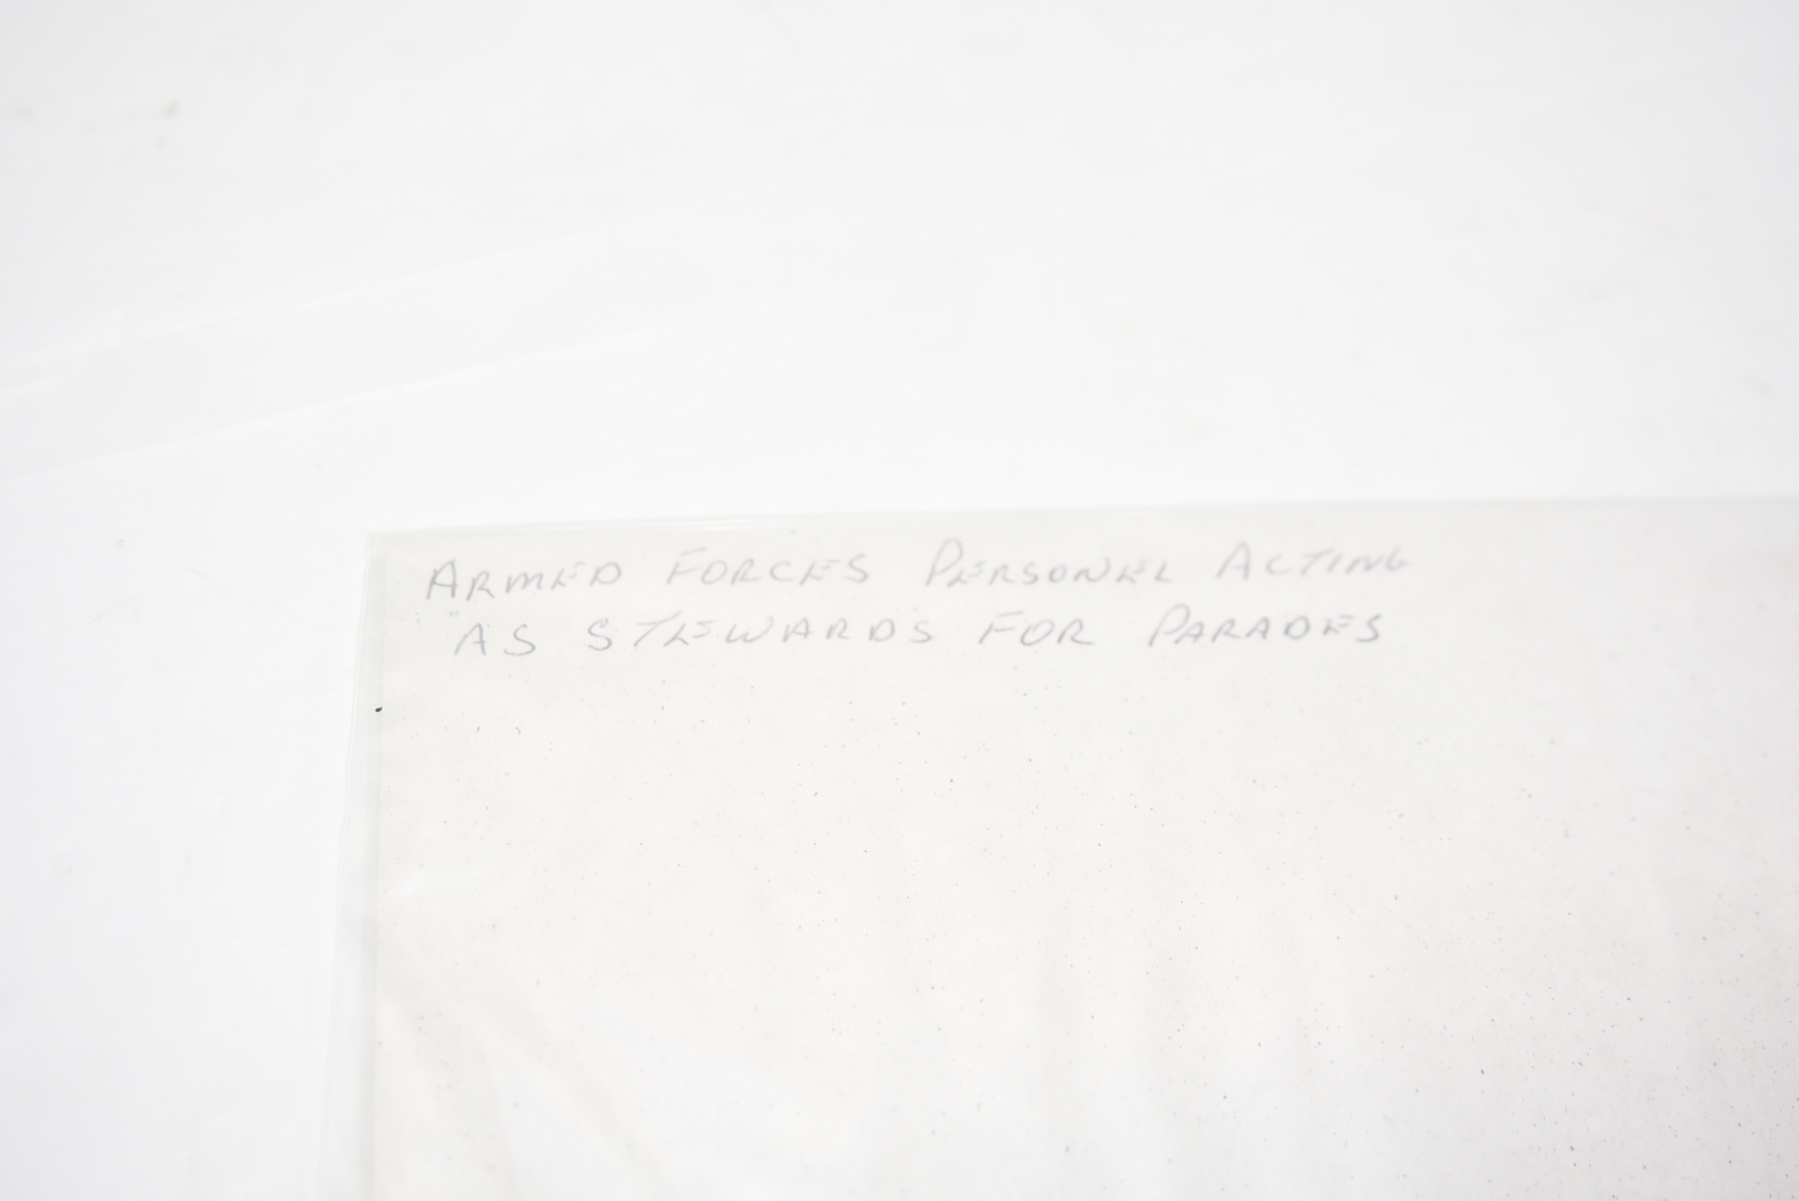 ARMED FORCES PERSONEL ACTING
AS STEWARDS FOR PARADES